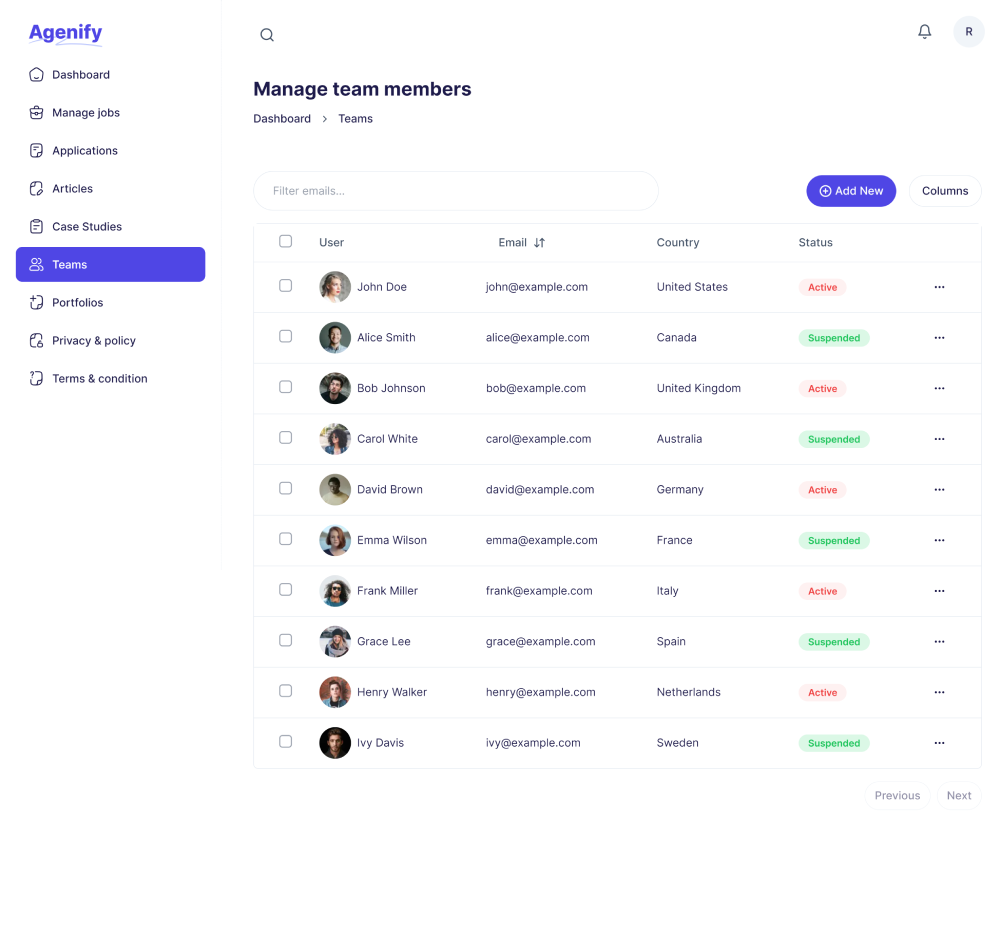 Agenify
R
Dashboard
Manage jobs
Applications
Articles
Case Studies
Teams
Portfolios
Privacy & policy
Terms & condition
Manage team members
Dashboard > Teams
Filter emails...
Add New
Columns
User Email Country Status
John Doe john@example.com United States Active
Alice Smith alice@example.com Canada Suspended
Bob Johnson bob@example.com United Kingdom Active
Carol White carol@example.com Australia Suspended
David Brown david@example.com Germany Active
Emma Wilson emma@example.com France Suspended
Frank Miller frank@example.com Italy Active
Grace Lee grace@example.com Spain Suspended
Henry Walker henry@example.com Netherlands Active
Ivy Davis ivy@example.com Sweden Suspended
Previous Next